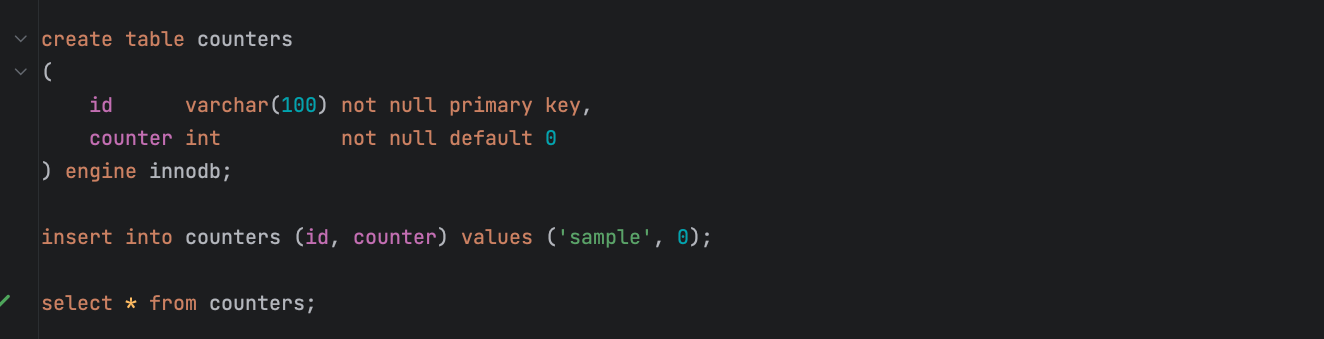 create table counters
(
    id      varchar(100) not null primary key,
    counter int          not null default 0
) engine innodb;
insert into counters (id, counter) values ('sample', 0);
select * from counters;